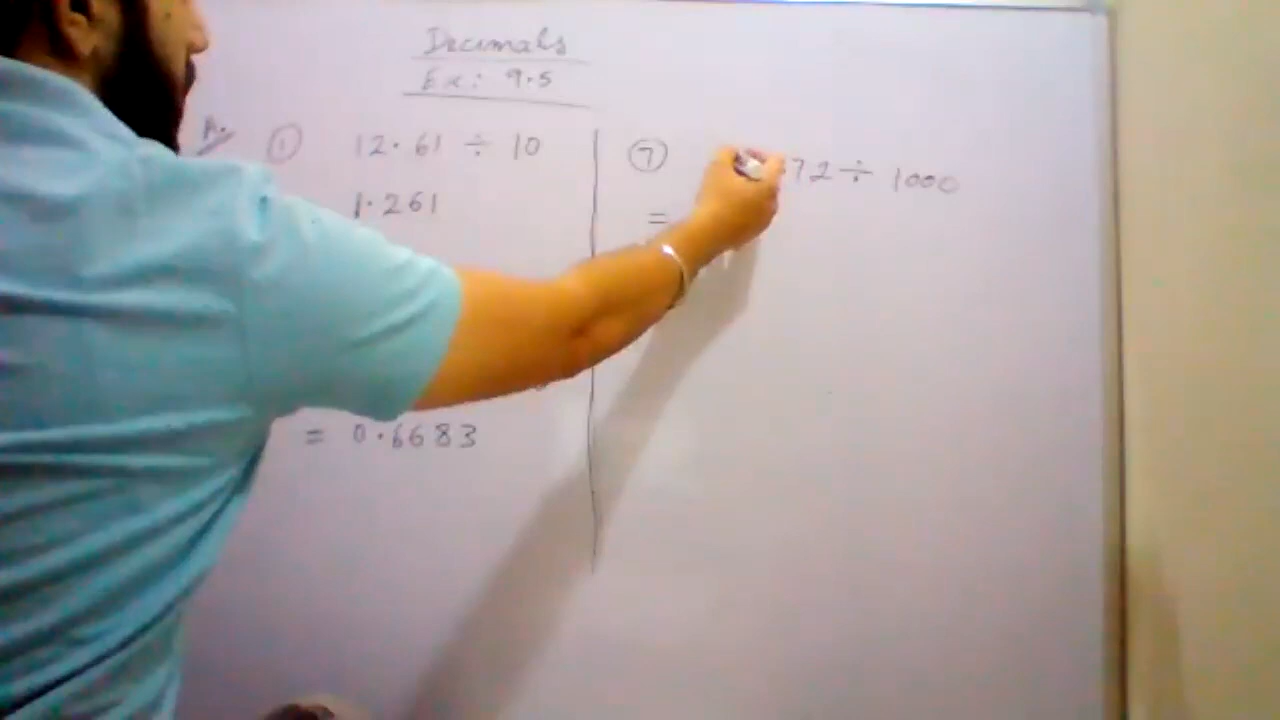 Decimals
Ex: 9.5
A. ① 12.61 ÷ 10
1.261
= 0.6683
⑦ 72 ÷ 1000
=